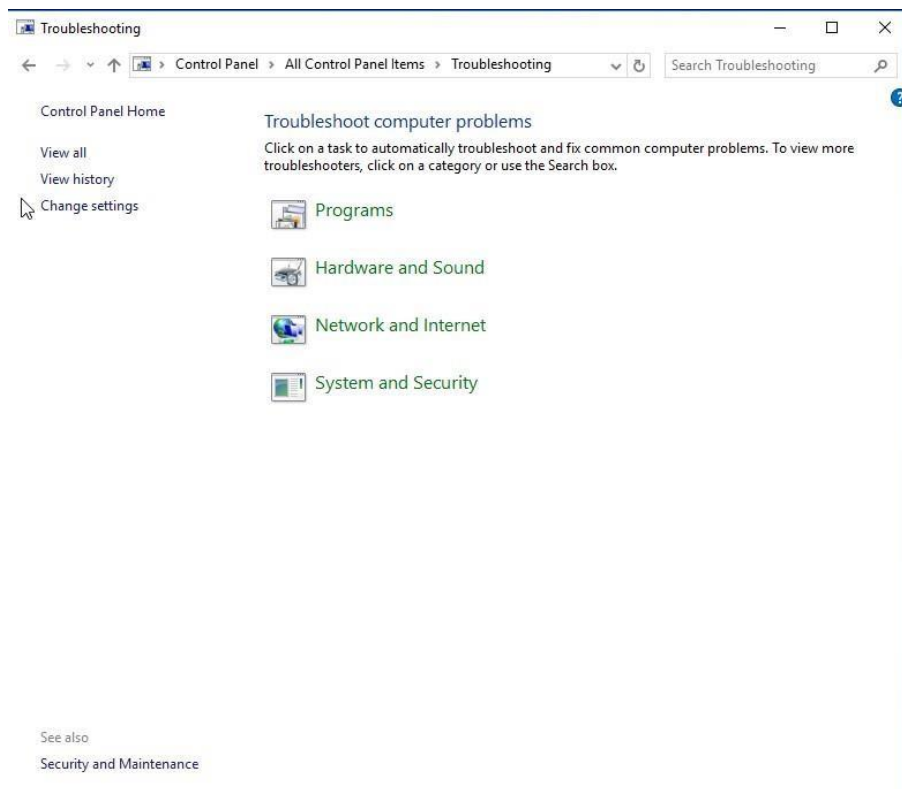 Troubleshooting
Control Panel > All Control Panel Items > Troubleshooting
Search Troubleshooting
Control Panel Home
View all
View history
Change settings
Troubleshoot computer problems
Click on a task to automatically troubleshoot and fix common computer problems. To view more
troubleshooters, click on a category or use the Search box.
Programs
Hardware and Sound
Network and Internet
System and Security
See also
Security and Maintenance